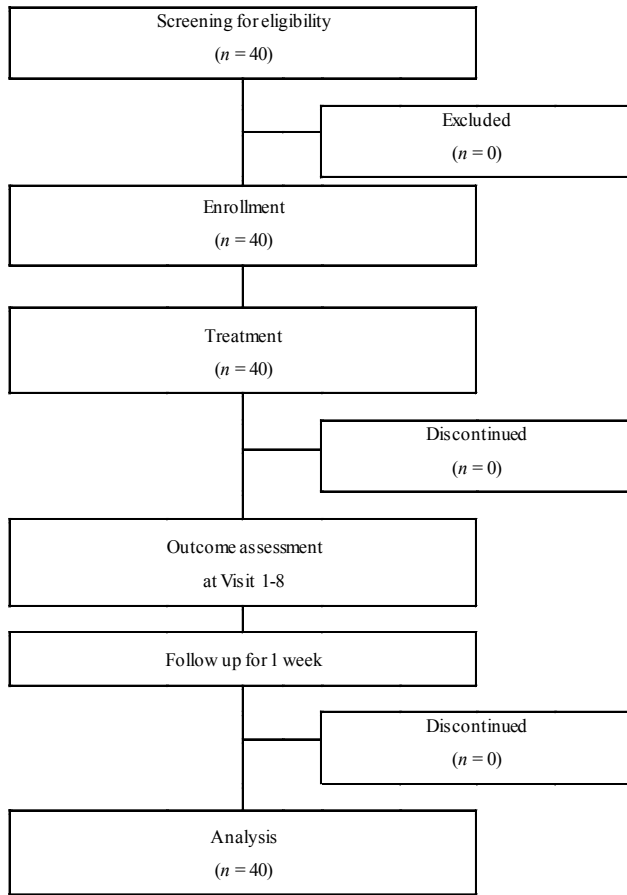 Screening for eligibility
(n = 40)
Excluded
(n = 0)
Enrollment
(n = 40)
Treatment
(n = 40)
Discontinued
(n = 0)
Outcome assessment
at Visit 1-8
Follow up for 1 week
Discontinued
(n = 0)
Analysis
(n = 40)